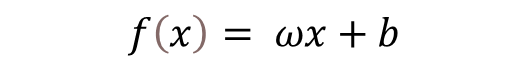 f(x) = ωx + b